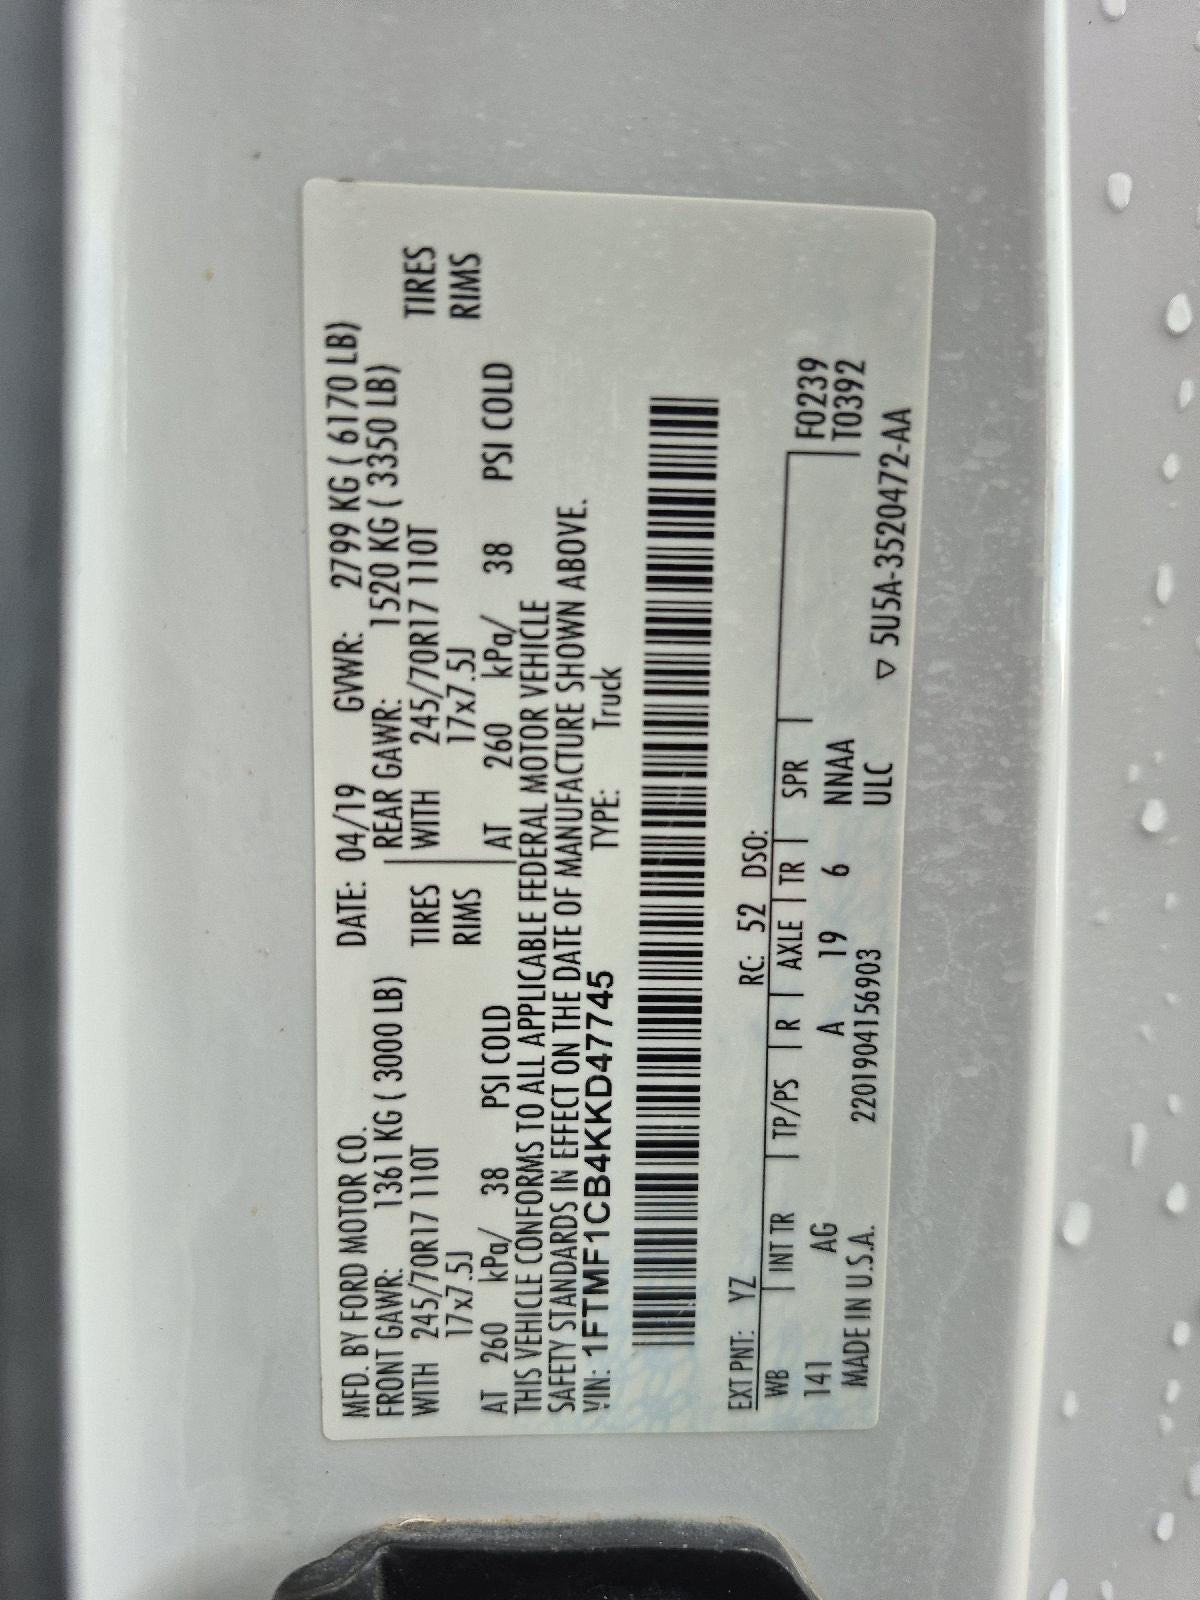 MFD. BY FORD MOTOR CO. DATE: 04/19 GVWR: 2799 KG ( 6170 LB)
FRONT GAWR: 1361 KG ( 3000 LB) REAR GAWR: 1520 KG ( 3350 LB)
WITH 245/70R17 110T TIRES WITH 245/70R17 110T TIRES
17x7.5J RIMS 17x7.5J RIMS
AT 260 kPa/ 38 PSI COLD AT 260 kPa/ 38 PSI COLD
THIS VEHICLE CONFORMS TO ALL APPLICABLE FEDERAL MOTOR VEHICLE
SAFETY STANDARDS IN EFFECT ON THE DATE OF MANUFACTURE SHOWN ABOVE.
VIN: 1FTMF1CB4KKD47745 TYPE: Truck
EXT PNT: YZ RC: 52 DSO:
WB INT TR TP/PS R AXLE TR SPR F0239
141 AG A 19 6 NNAA T0392
MADE IN U.S.A. 2201904156903 ULC ▽ 5U5A-3520472-AA